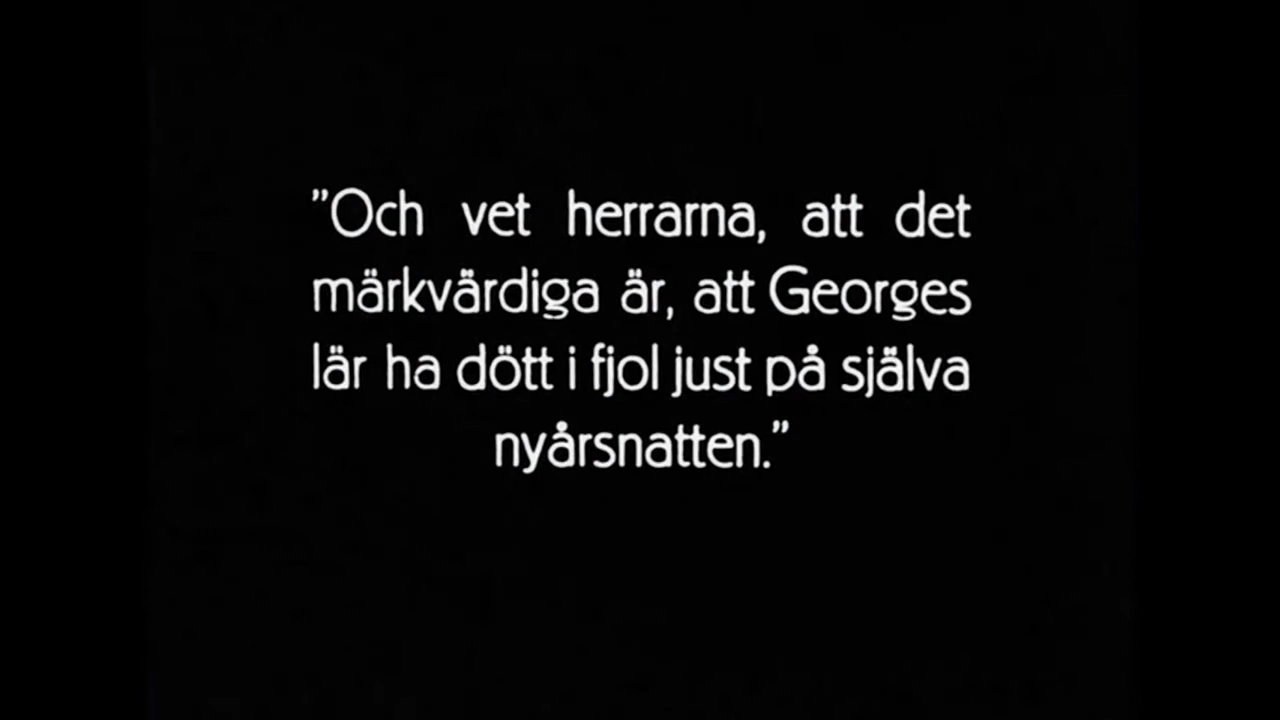 ”Och vet herrarna, att det
märkvärdiga är, att Georges
lär ha dött i fjol just på själva
nyårsnatten.”